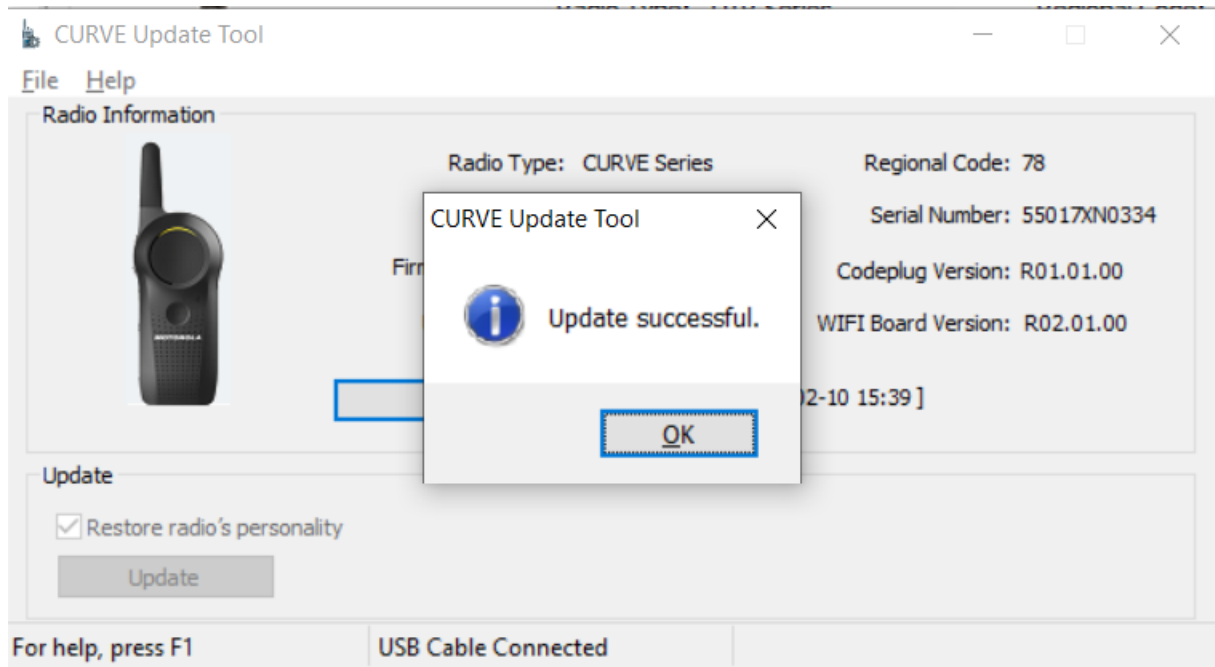 CURVE Update Tool
File Help
Radio Information
Radio Type: CURVE Series
Regional Code: 78
CURVE Update Tool
Serial Number: 55017XN0334
Codeplug Version: R01.01.00
Update successful.
WIFI Board Version: R02.01.00
MOTOROLA
02-10 15:39 ]
OK
Update
Restore radio's personality
Update
For help, press F1
USB Cable Connected